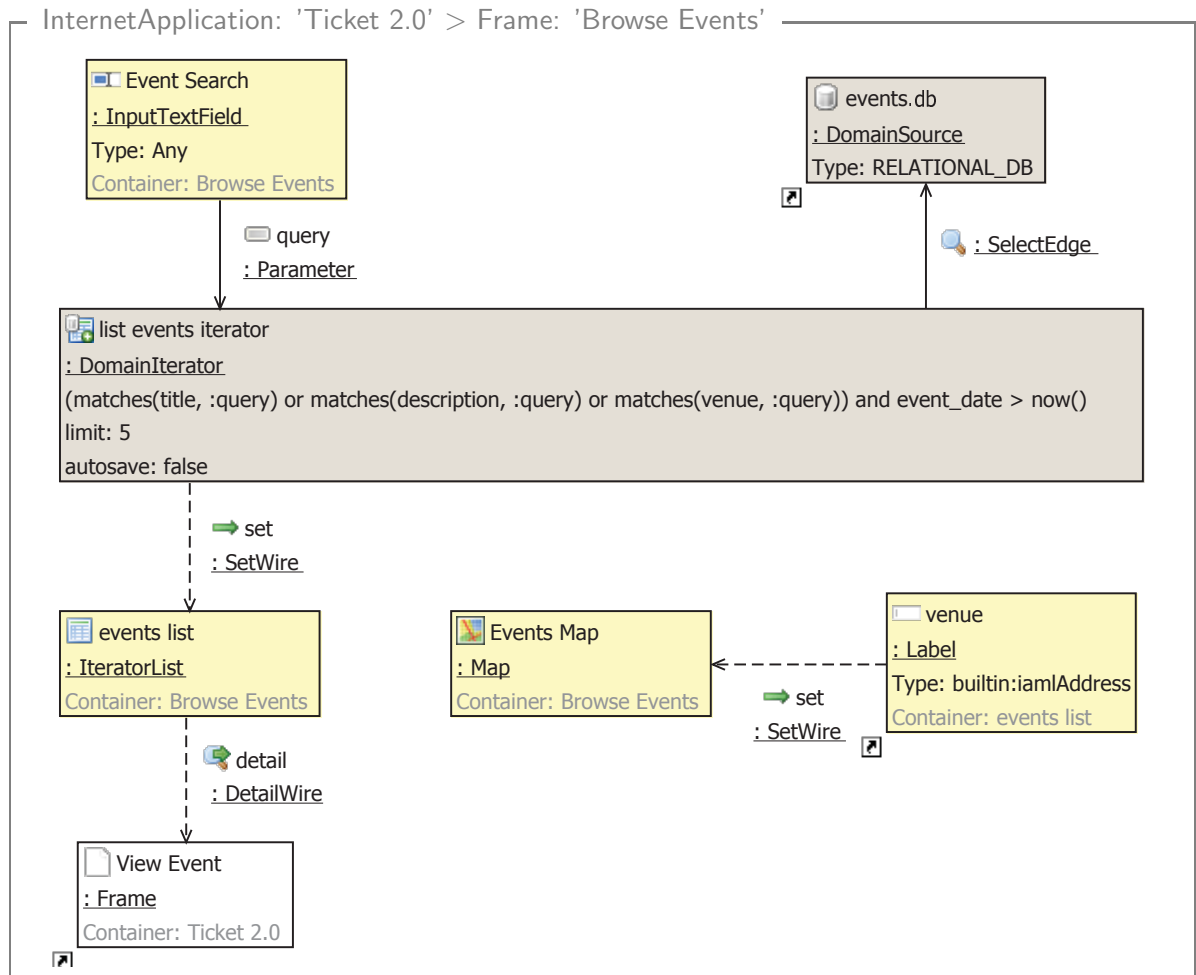 InternetApplication: 'Ticket 2.0' > Frame: 'Browse Events'
Event Search
: InputTextField
Type: Any
Container: Browse Events
events.db
: DomainSource
Type: RELATIONAL_DB
query
: Parameter
: SelectEdge
list events iterator
: DomainIterator
(matches(title, :query) or matches(description, :query) or matches(venue, :query)) and event_date > now()
limit: 5
autosave: false
set
: SetWire
events list
: IteratorList
Container: Browse Events
Events Map
: Map
Container: Browse Events
venue
: Label
Type: builtin:iamlAddress
Container: events list
set
: SetWire
detail
: DetailWire
View Event
: Frame
Container: Ticket 2.0